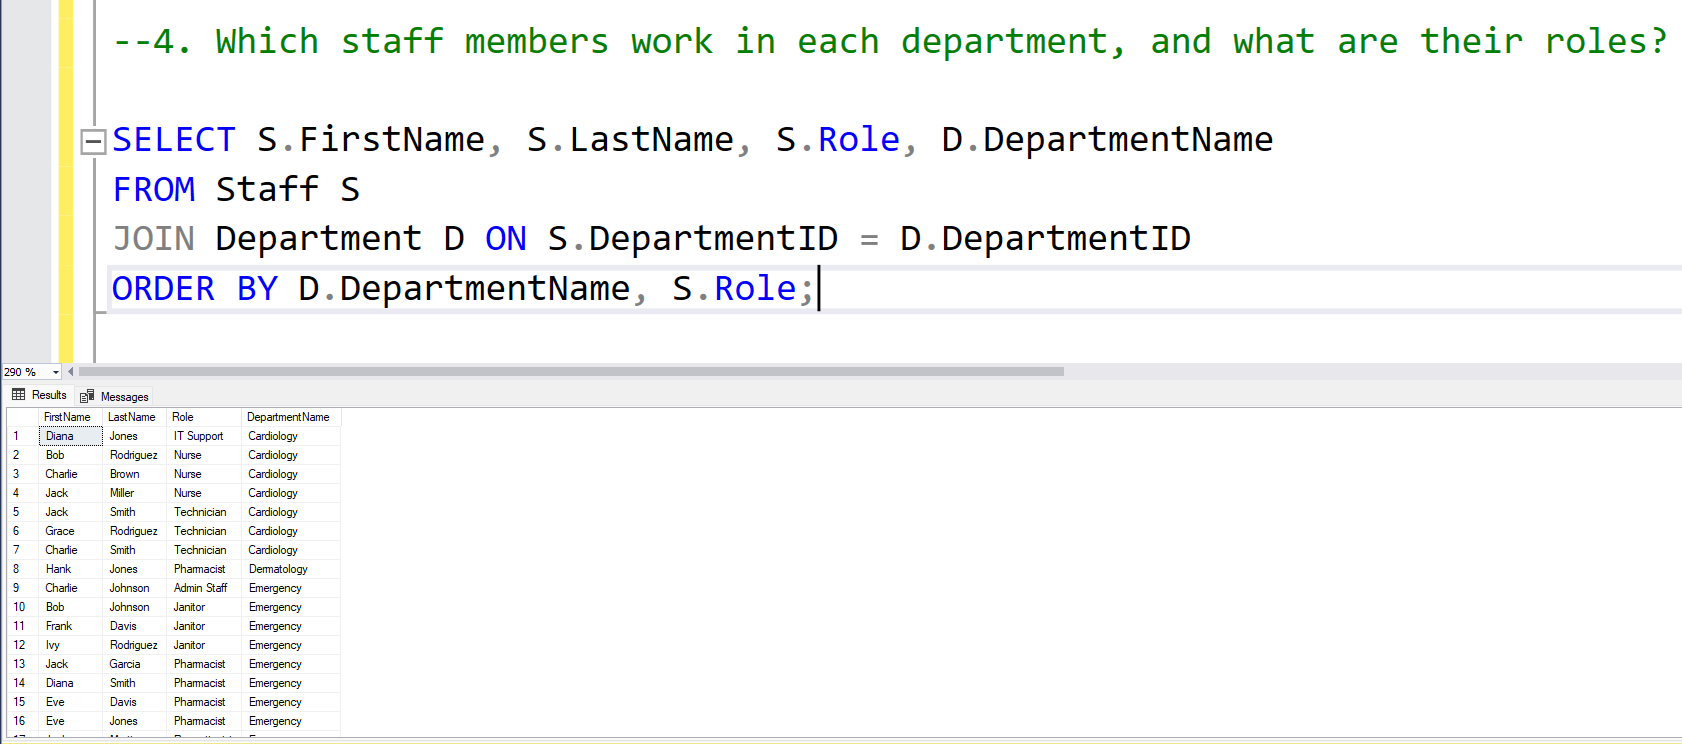 --4. Which staff members work in each department, and what are their roles?
SELECT S.FirstName, S.LastName, S.Role, D.DepartmentName
FROM Staff S
JOIN Department D ON S.DepartmentID = D.DepartmentID
ORDER BY D.DepartmentName, S.Role;
290 %
Results Messages
FirstName LastName Role DepartmentName
1 Diana Jones IT Support Cardiology
2 Bob Rodriguez Nurse Cardiology
3 Charlie Brown Nurse Cardiology
4 Jack Miller Nurse Cardiology
5 Jack Smith Technician Cardiology
6 Grace Rodriguez Technician Cardiology
7 Charlie Smith Technician Cardiology
8 Hank Jones Pharmacist Dermatology
9 Charlie Johnson Admin Staff Emergency
10 Bob Johnson Janitor Emergency
11 Frank Davis Janitor Emergency
12 Ivy Rodriguez Janitor Emergency
13 Jack Garcia Pharmacist Emergency
14 Diana Smith Pharmacist Emergency
15 Eve Davis Pharmacist Emergency
16 Eve Jones Pharmacist Emergency